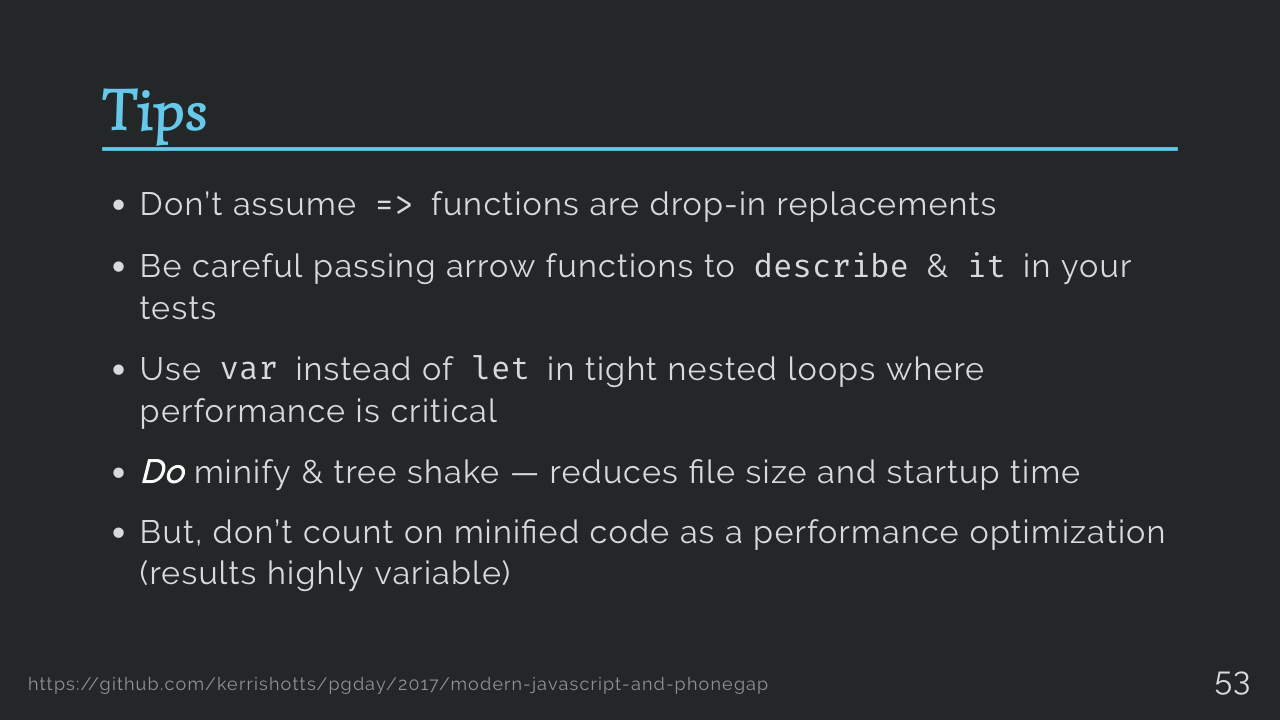 Tips
• Don’t assume => functions are drop-in replacements
• Be careful passing arrow functions to describe & it in your
tests
• Use var instead of let in tight nested loops where
performance is critical
• Do minify & tree shake — reduces file size and startup time
• But, don’t count on minified code as a performance optimization
(results highly variable)
https://github.com/kerrishotts/pgday/2017/modern-javascript-and-phonegap
53